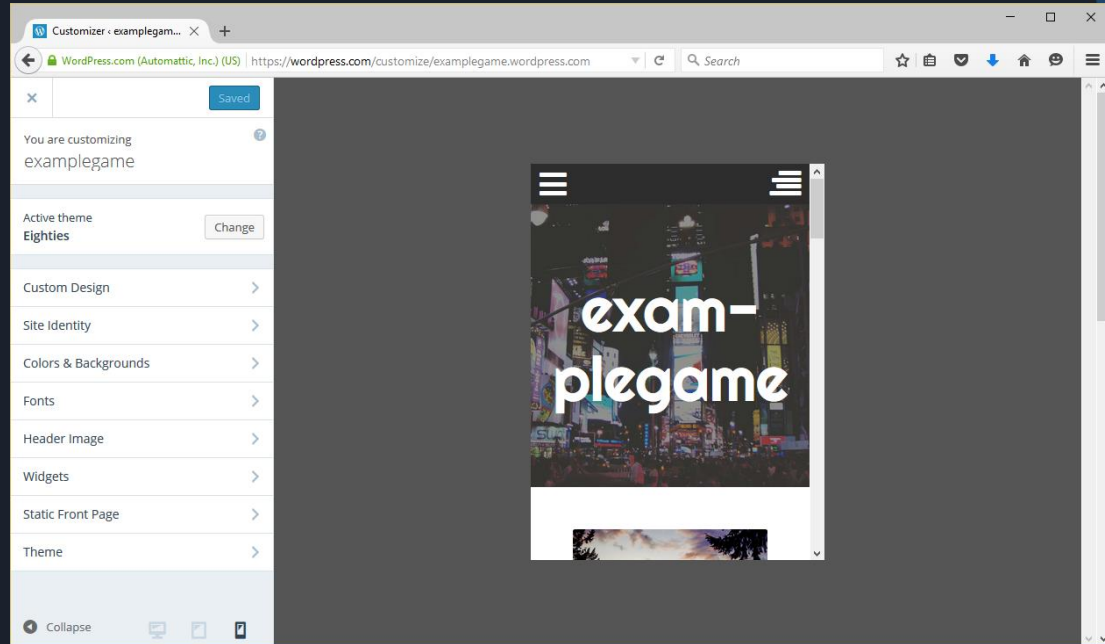 Customizer ‹ examplegam...
WordPress.com (Automattic, Inc.) (US)
https://wordpress.com/customize/examplegame.wordpress.com
Search
Saved
You are customizing
examplegame
Active theme
Eighties
Change
Custom Design
Site Identity
Colors & Backgrounds
Fonts
Header Image
Widgets
Static Front Page
Theme
Collapse
exam-
plegame